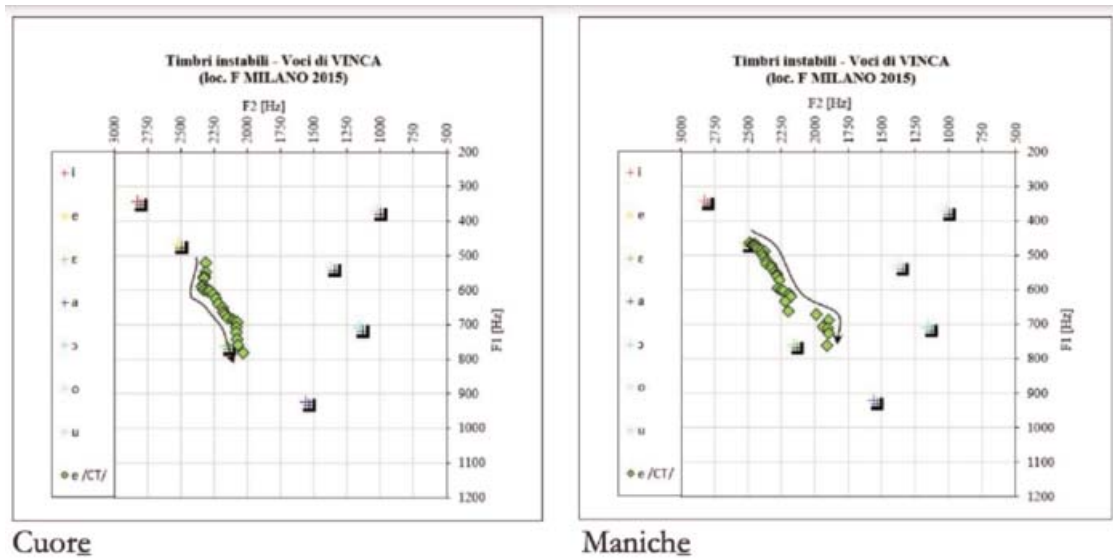 Timbri instabili - Voci di VINCA
(loc. F MILANO 2015)
F2 [Hz]
3000 2750 2500 2250 2000 1750 1500 1250 1000 750 500
200
300
400
500
600
700
800
900
1000
1100
1200
F1 [Hz]
i
e
ɛ
a
ɔ
o
u
e /CT/
Cuore
Timbri instabili - Voci di VINCA
(loc. F MILANO 2015)
F2 [Hz]
3000 2750 2500 2250 2000 1750 1500 1250 1000 750 500
200
300
400
500
600
700
800
900
1000
1100
1200
F1 [Hz]
i
e
ɛ
a
ɔ
o
u
e /CT/
Maniche